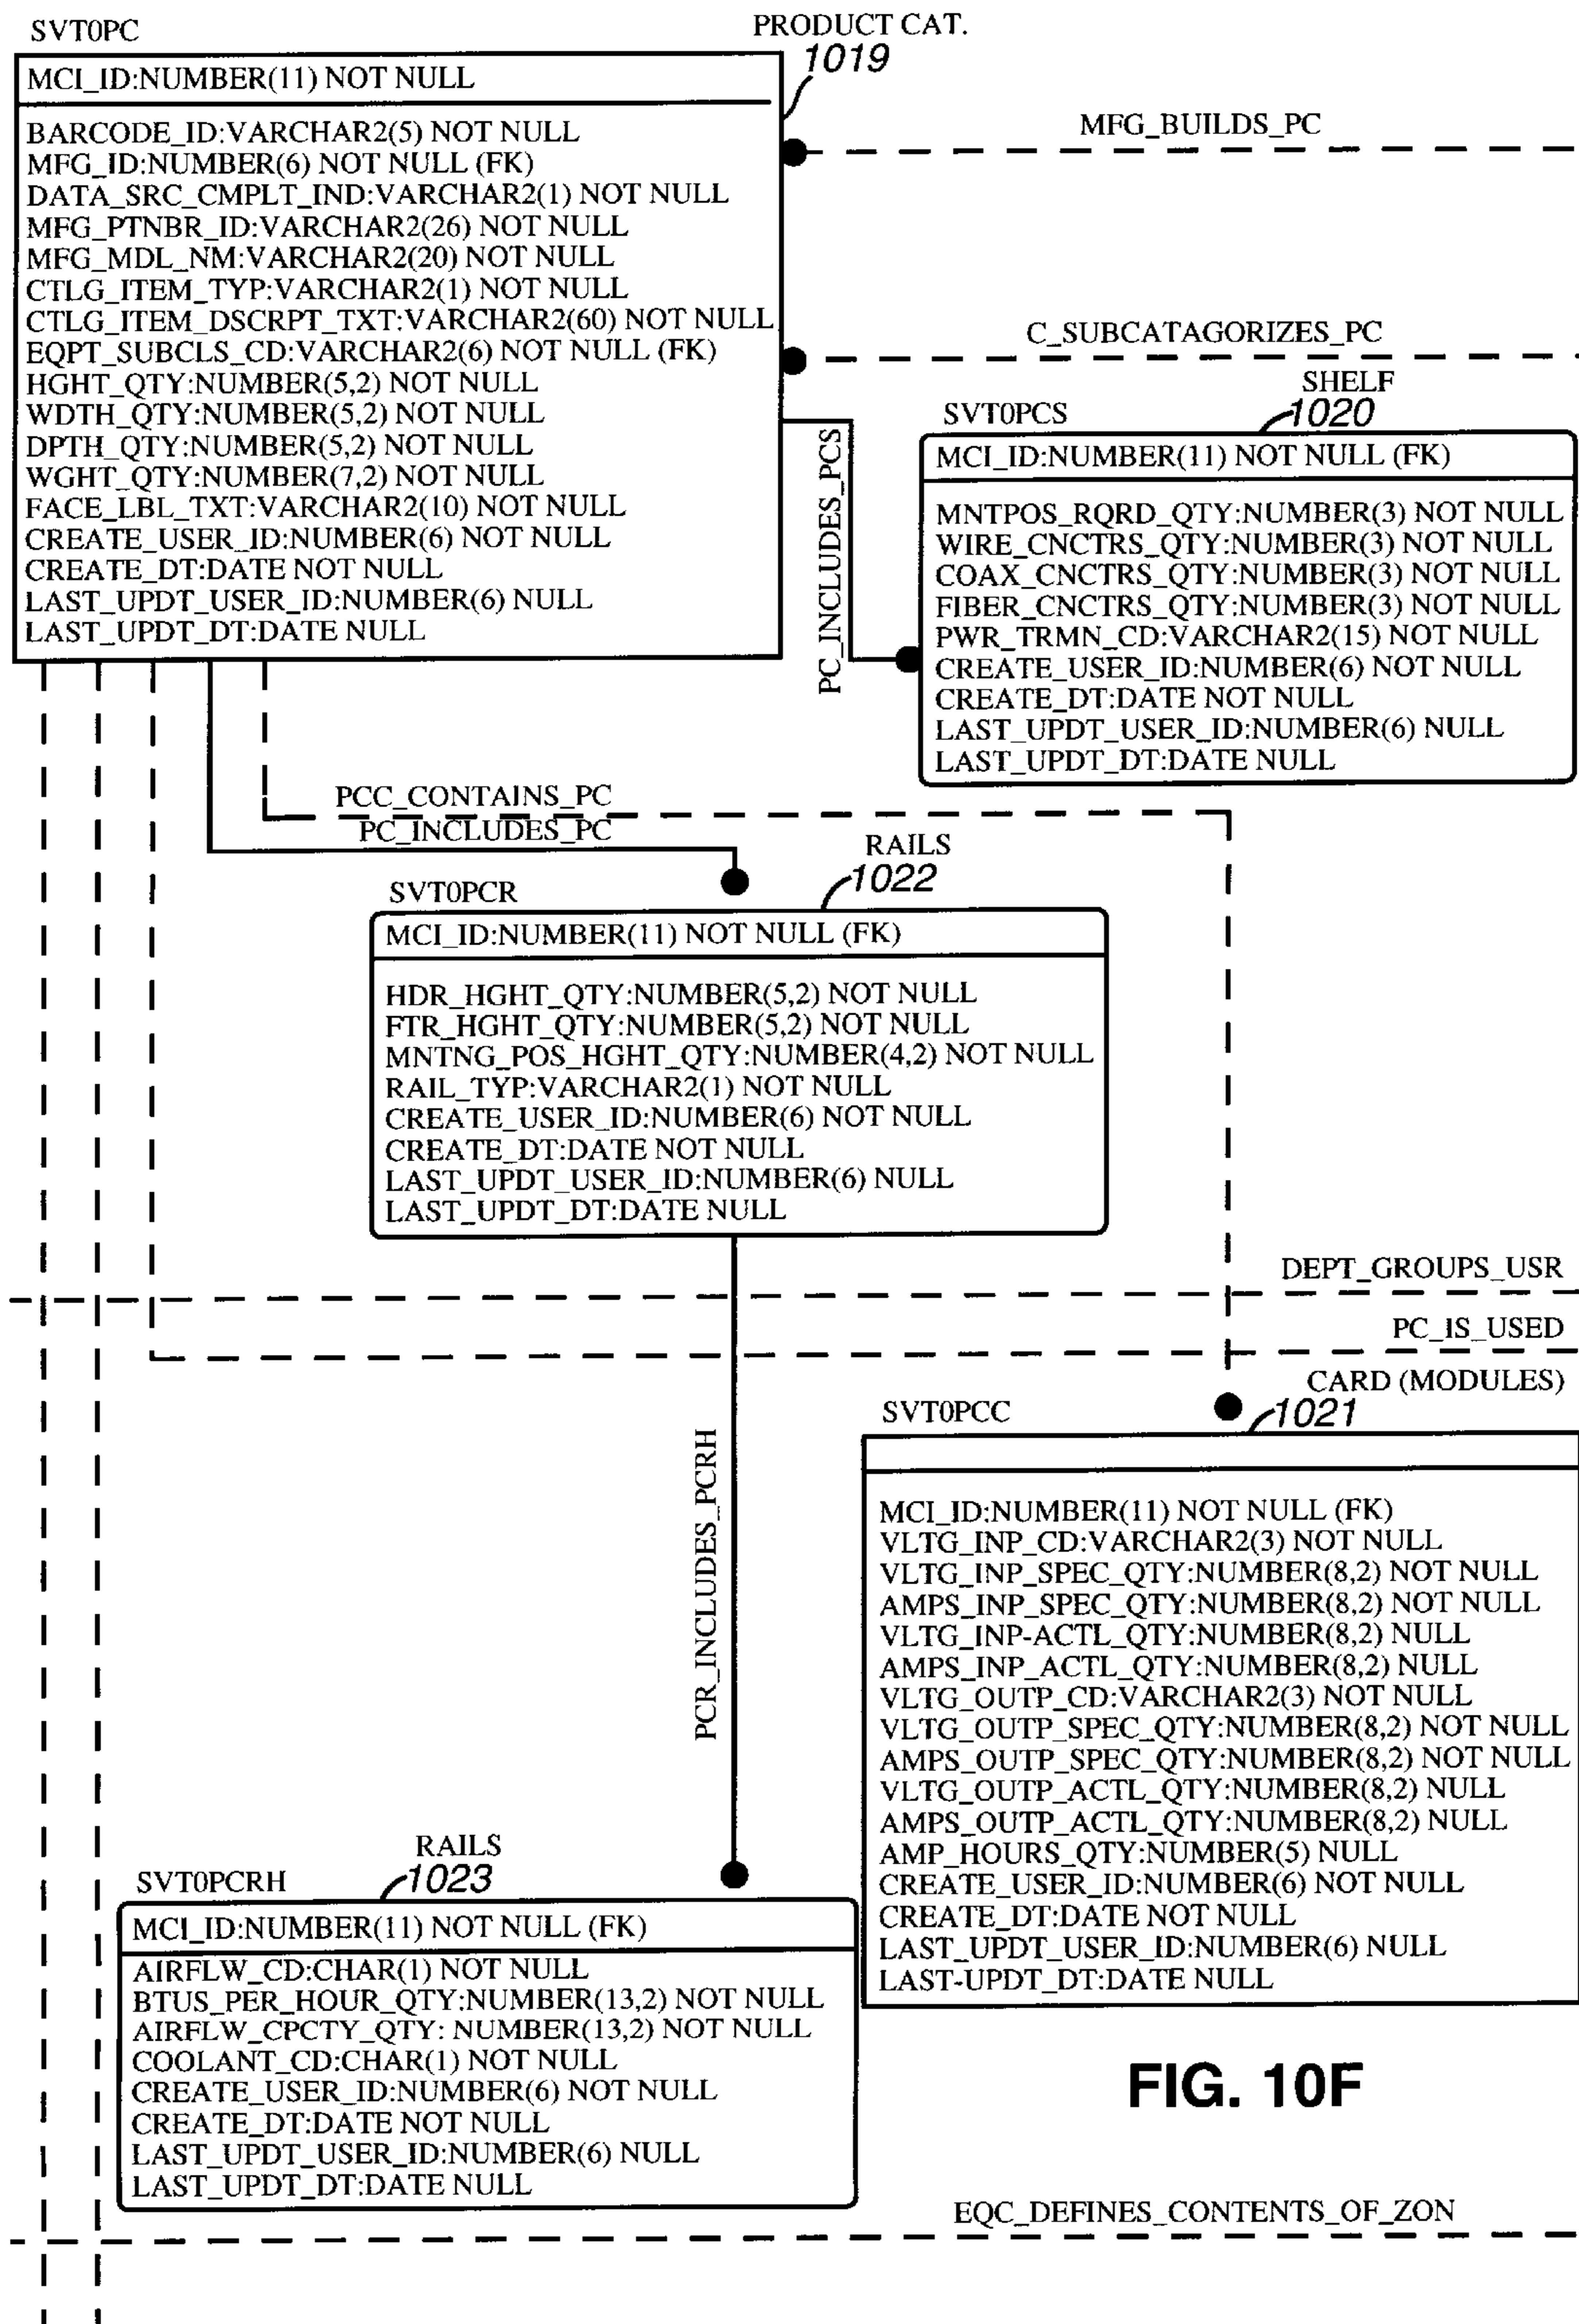 SVT0PC
PRODUCT CAT.
1019
MCI_ID:NUMBER(11) NOT NULL
BARCODE_ID:VARCHAR2(5) NOT NULL
MFG_ID:NUMBER(6) NOT NULL (FK)
DATA_SRC_CMPLT_IND:VARCHAR2(1) NOT NULL
MFG_PTNBR_ID:VARCHAR2(26) NOT NULL
MFG_MDL_NM:VARCHAR2(20) NOT NULL
CTLG_ITEM_TYP:VARCHAR2(1) NOT NULL
CTLG_ITEM_DSCRPT_TXT:VARCHAR2(60) NOT NULL
EQPT_SUBCLS_CD:VARCHAR2(6) NOT NULL (FK)
HGHT_QTY:NUMBER(5,2) NOT NULL
WDTH_QTY:NUMBER(5,2) NOT NULL
DPTH_QTY:NUMBER(5,2) NOT NULL
WGHT_QTY:NUMBER(7,2) NOT NULL
FACE_LBL_TXT:VARCHAR2(10) NOT NULL
CREATE_USER_ID:NUMBER(6) NOT NULL
CREATE_DT:DATE NOT NULL
LAST_UPDT_USER_ID:NUMBER(6) NULL
LAST_UPDT_DT:DATE NULL
MFG_BUILDS_PC
C_SUBCATAGORIZES_PC
PC_INCLUDES_PCS
SHELF
1020
SVT0PCS
MCI_ID:NUMBER(11) NOT NULL (FK)
MNTPOS_RQRD_QTY:NUMBER(3) NOT NULL
WIRE_CNCTRS_QTY:NUMBER(3) NOT NULL
COAX_CNCTRS_QTY:NUMBER(3) NOT NULL
FIBER_CNCTRS_QTY:NUMBER(3) NOT NULL
PWR_TRMN_CD:VARCHAR2(15) NOT NULL
CREATE_USER_ID:NUMBER(6) NOT NULL
CREATE_DT:DATE NOT NULL
LAST_UPDT_USER_ID:NUMBER(6) NULL
LAST_UPDT_DT:DATE NULL
PCC_CONTAINS_PC
PC_INCLUDES_PC
RAILS
1022
SVT0PCR
MCI_ID:NUMBER(11) NOT NULL (FK)
HDR_HGHT_QTY:NUMBER(5,2) NOT NULL
FTR_HGHT_QTY:NUMBER(5,2) NOT NULL
MNTNG_POS_HGHT_QTY:NUMBER(4,2) NOT NULL
RAIL_TYP:VARCHAR2(1) NOT NULL
CREATE_USER_ID:NUMBER(6) NOT NULL
CREATE_DT:DATE NOT NULL
LAST_UPDT_USER_ID:NUMBER(6) NULL
LAST_UPDT_DT:DATE NULL
DEPT_GROUPS_USR
PC_IS_USED
PCR_INCLUDES_PCRH
CARD (MODULES)
1021
SVT0PCC
MCI_ID:NUMBER(11) NOT NULL (FK)
VLTG_INP_CD:VARCHAR2(3) NOT NULL
VLTG_INP_SPEC_QTY:NUMBER(8,2) NOT NULL
AMPS_INP_SPEC_QTY:NUMBER(8,2) NOT NULL
VLTG_INP-ACTL_QTY:NUMBER(8,2) NULL
AMPS_INP_ACTL_QTY:NUMBER(8,2) NULL
VLTG_OUTP_CD:VARCHAR2(3) NOT NULL
VLTG_OUTP_SPEC_QTY:NUMBER(8,2) NOT NULL
AMPS_OUTP_SPEC_QTY:NUMBER(8,2) NOT NULL
VLTG_OUTP_ACTL_QTY:NUMBER(8,2) NULL
AMPS_OUTP_ACTL_QTY:NUMBER(8,2) NULL
AMP_HOURS_QTY:NUMBER(5) NULL
CREATE_USER_ID:NUMBER(6) NOT NULL
CREATE_DT:DATE NOT NULL
LAST_UPDT_USER_ID:NUMBER(6) NULL
LAST-UPDT_DT:DATE NULL
RAILS
1023
SVT0PCRH
MCI_ID:NUMBER(11) NOT NULL (FK)
AIRFLW_CD:CHAR(1) NOT NULL
BTUS_PER_HOUR_QTY:NUMBER(13,2) NOT NULL
AIRFLW_CPCTY_QTY: NUMBER(13,2) NOT NULL
COOLANT_CD:CHAR(1) NOT NULL
CREATE_USER_ID:NUMBER(6) NOT NULL
CREATE_DT:DATE NOT NULL
LAST_UPDT_USER_ID:NUMBER(6) NULL
LAST_UPDT_DT:DATE NULL
FIG. 10F
EQC_DEFINES_CONTENTS_OF_ZON